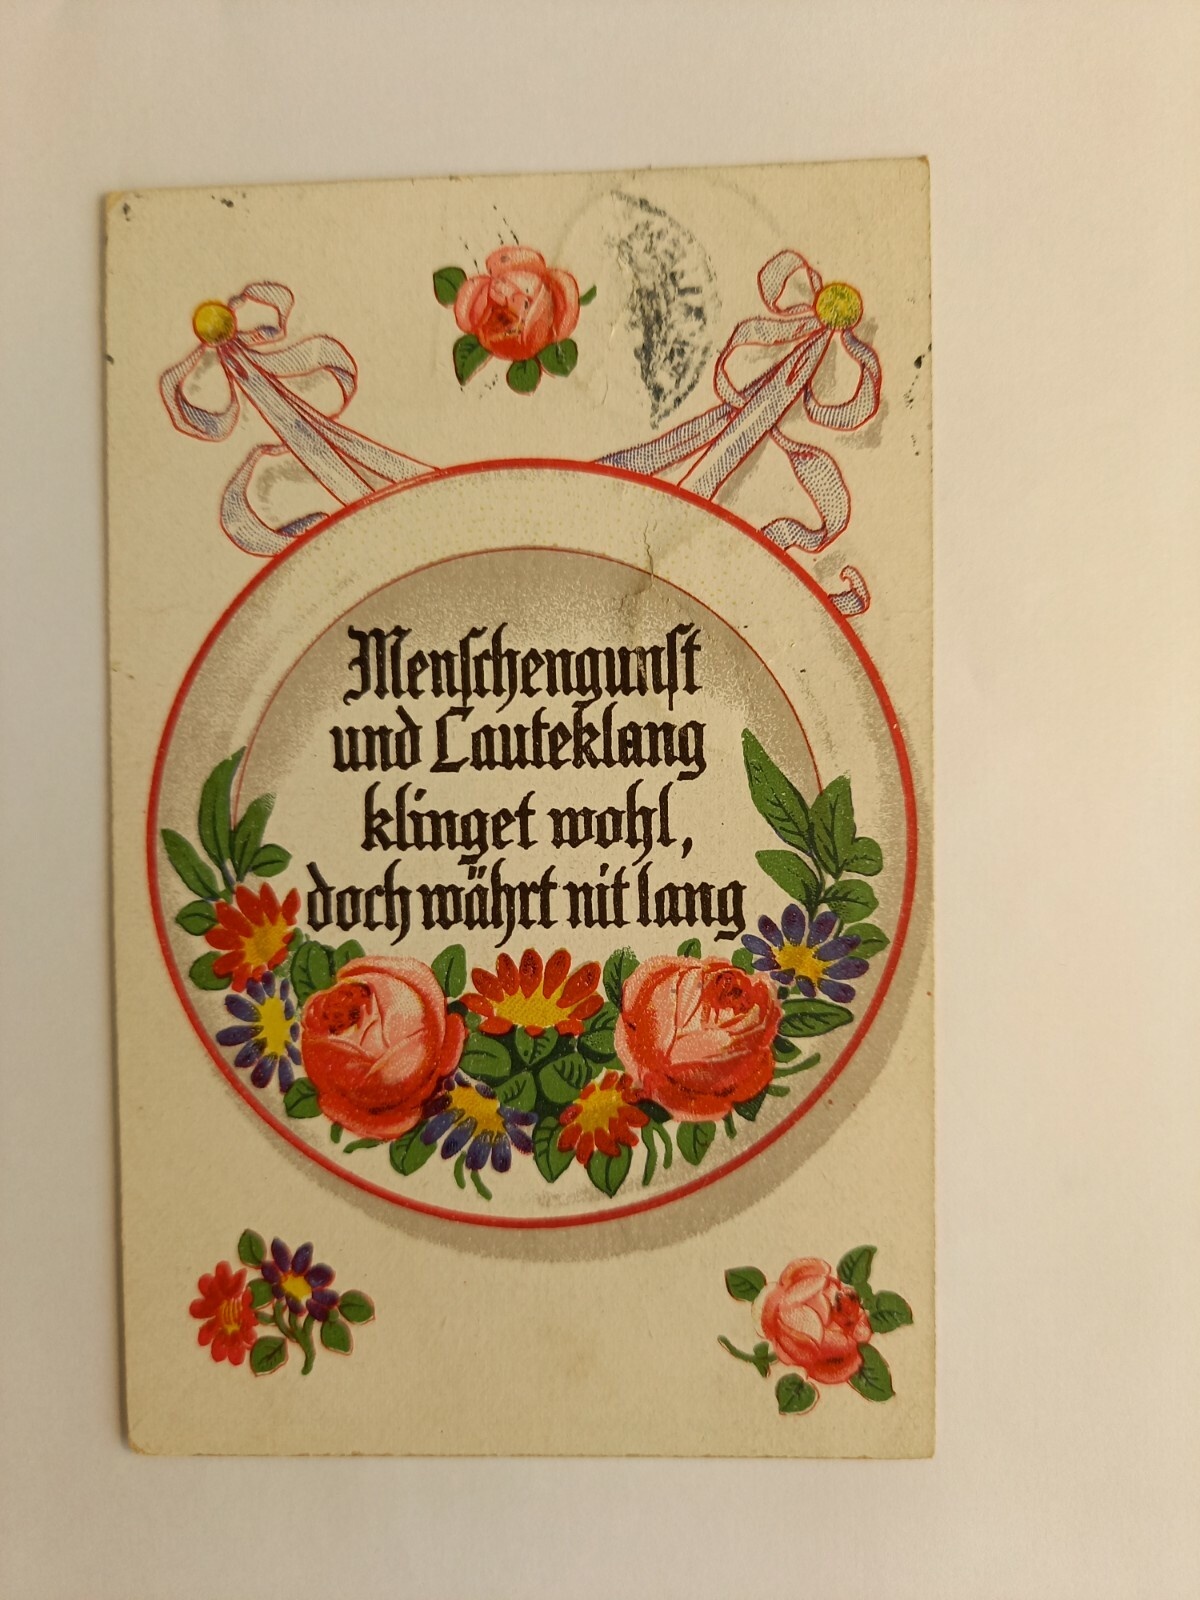 Menschengunst
und Lauteklang
klinget wohl,
doch währt nit lang